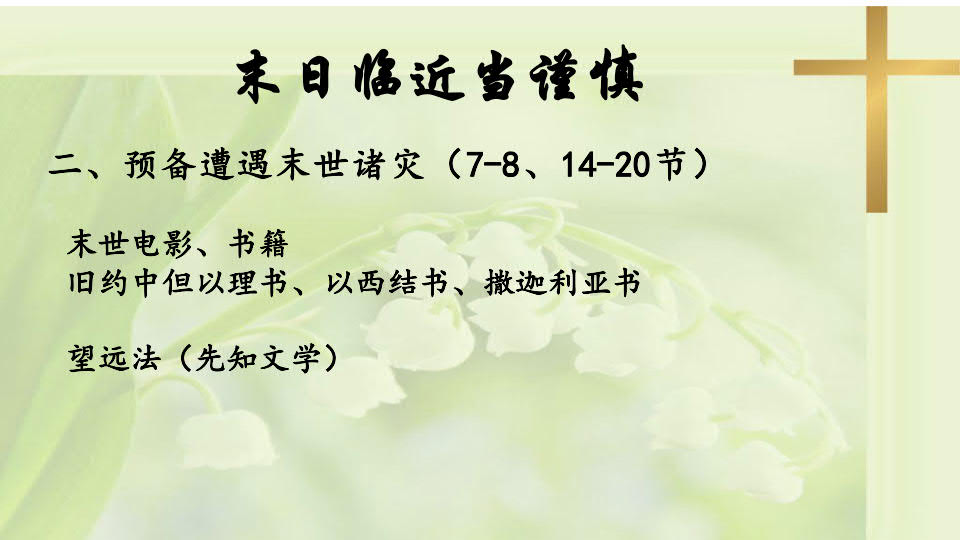 末日临近当谨慎
二、预备遭遇末世诸灾（7-8、14-20节）
末世电影、书籍
旧约中但以理书、以西结书、撒迦利亚书
望远法（先知文学）